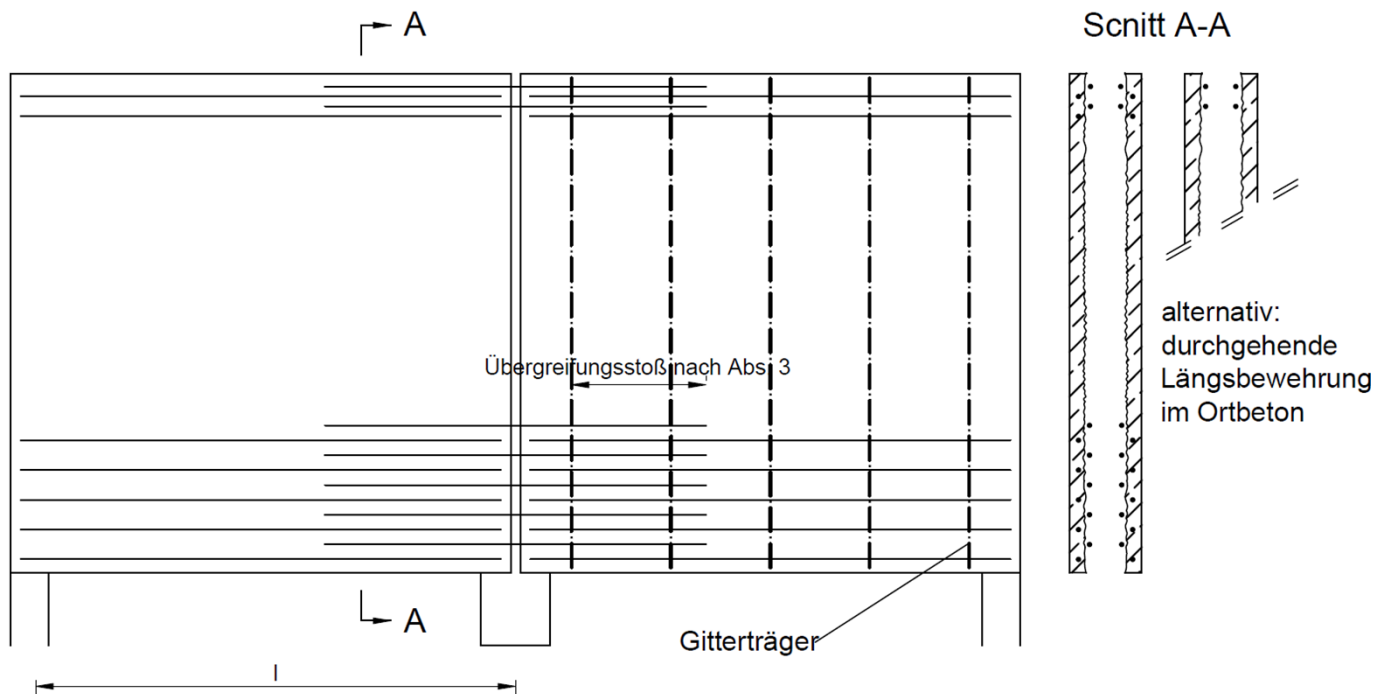 A
Scnitt A-A
Übergreifungsstoß nach Abs. 3
alternativ:
durchgehende
Längsbewehrung
im Ortbeton
A
Gitterträger
l